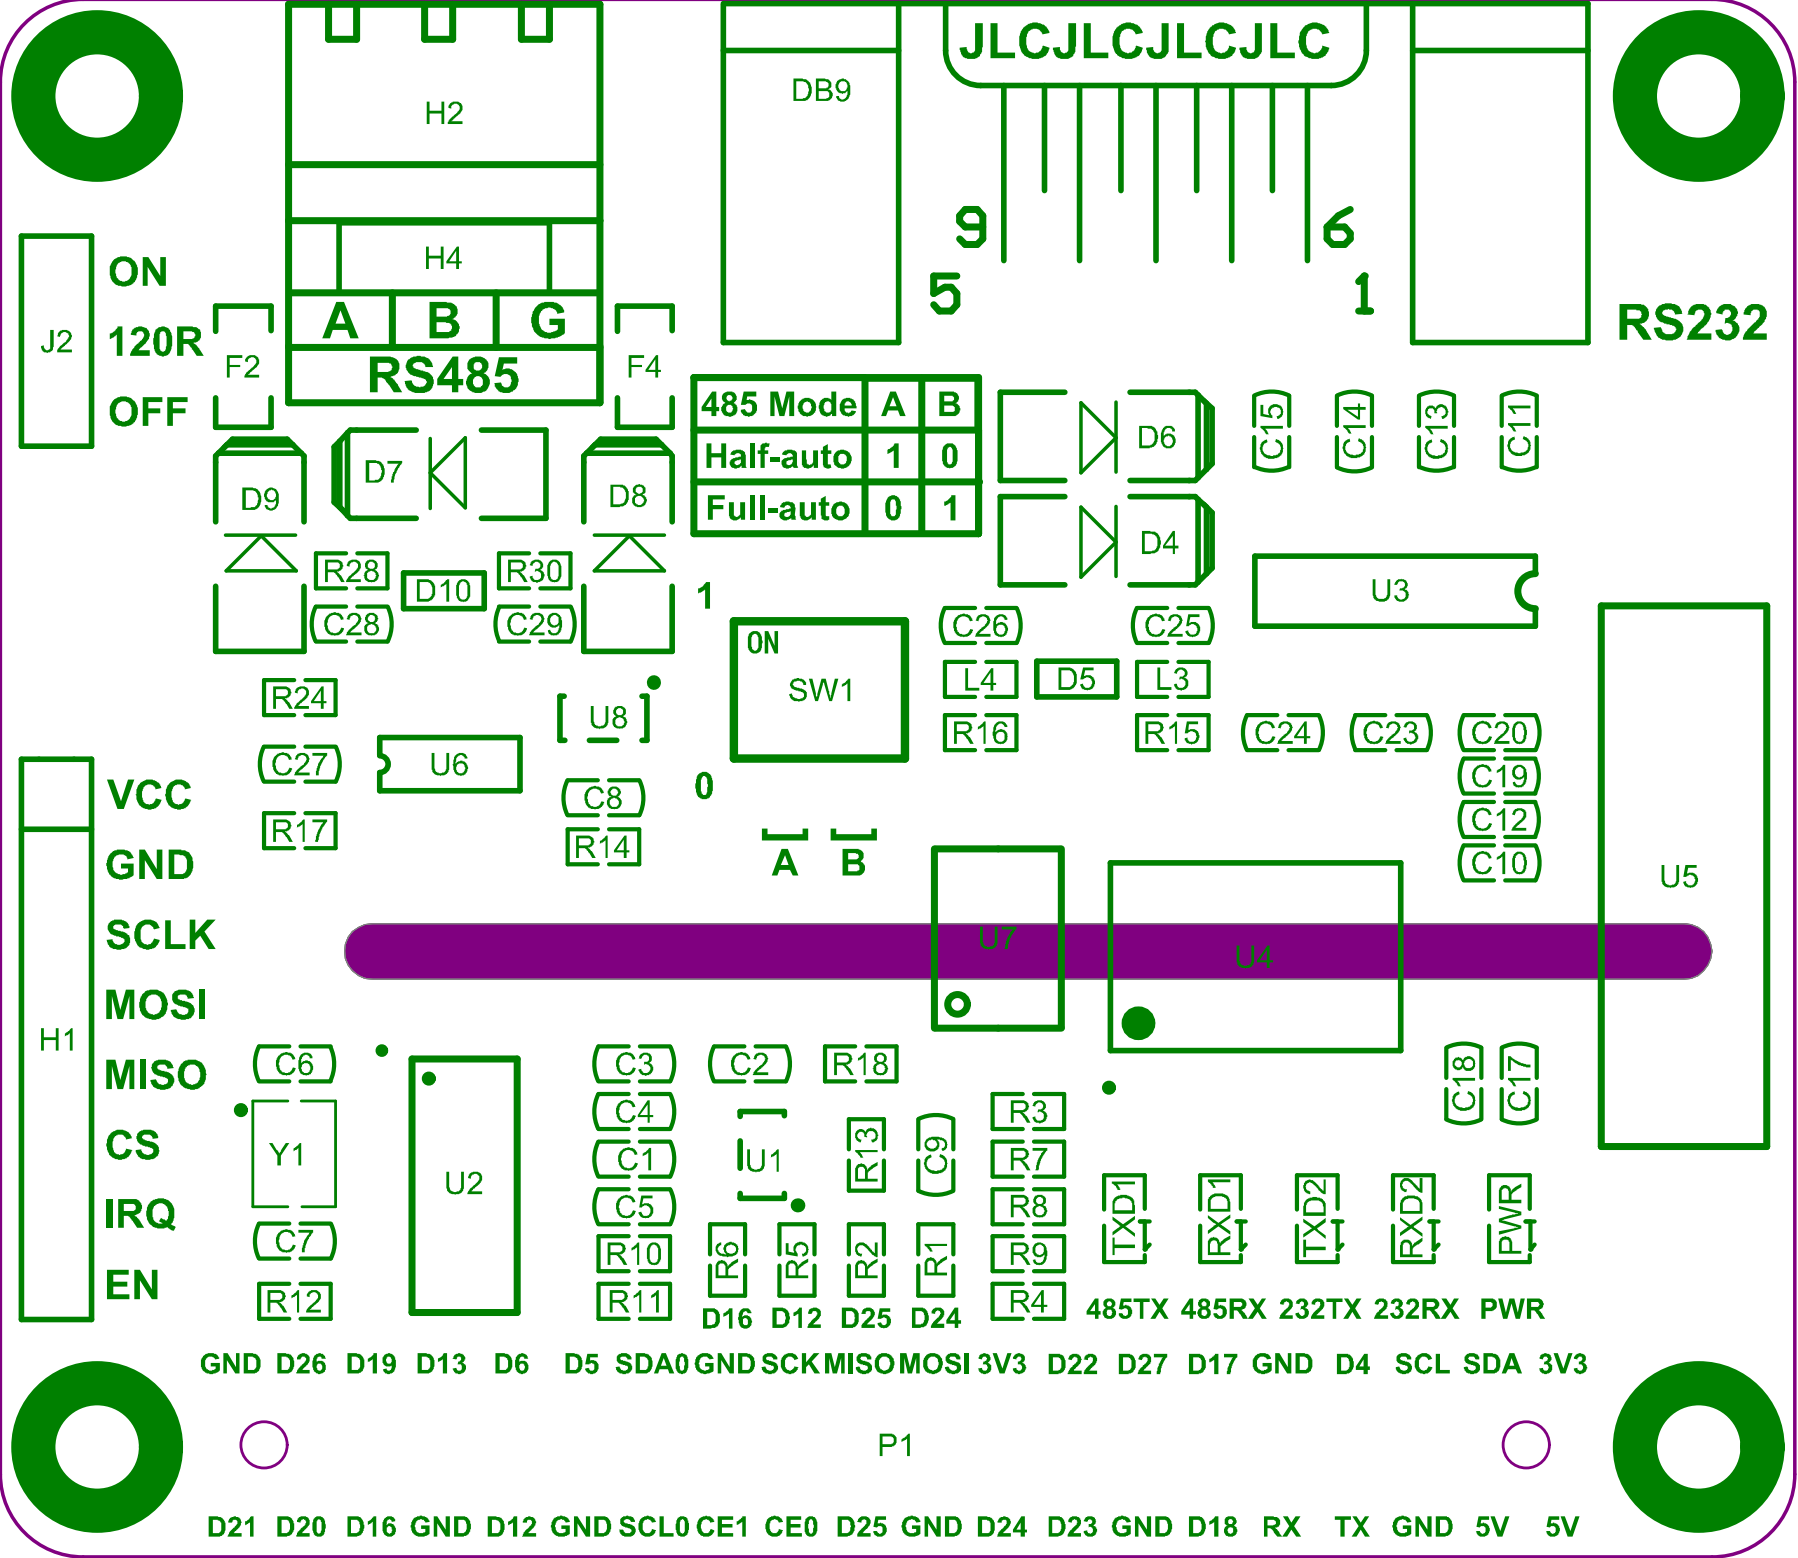 JLCJLCJLCJLC
DB9
H2
9 6
H4
ON
5 1
A B G
RS232
J2 120R
F2 RS485 F4
OFF
485 Mode A B
Half-auto 1 0
Full-auto 0 1
D6
C15 C14 C13 C11
D9 D7 D8
D4
R28 D10 R30
U3
C28 C29
1
C26 C25
ON
SW1
L4 D5 L3
R24
U8
R16 R15 C24 C23 C20
C27 U6
C19
0
VCC
C8
C12
R17
R14
A B
C10
GND
U5
SCLK
U7 U4
MOSI
H1
MISO
C6 C3 C2 R18
C18 C17
C4 R3
CS
Y1 C1 U1 R13 C9 R7
U2
IRQ
C5 R8
TXD1 RXD1 TXD2 RXD2 PWR
C7 R10 R6 R5 R2 R1 R9
EN
R12 R11 R4
D16 D12 D25 D24
485TX 485RX 232TX 232RX PWR
GND D26 D19 D13 D6 D5 SDA0 GND SCK MISO MOSI 3V3 D22 D27 D17 GND D4 SCL SDA 3V3
P1
D21 D20 D16 GND D12 GND SCL0 CE1 CE0 D25 GND D24 D23 GND D18 RX TX GND 5V 5V